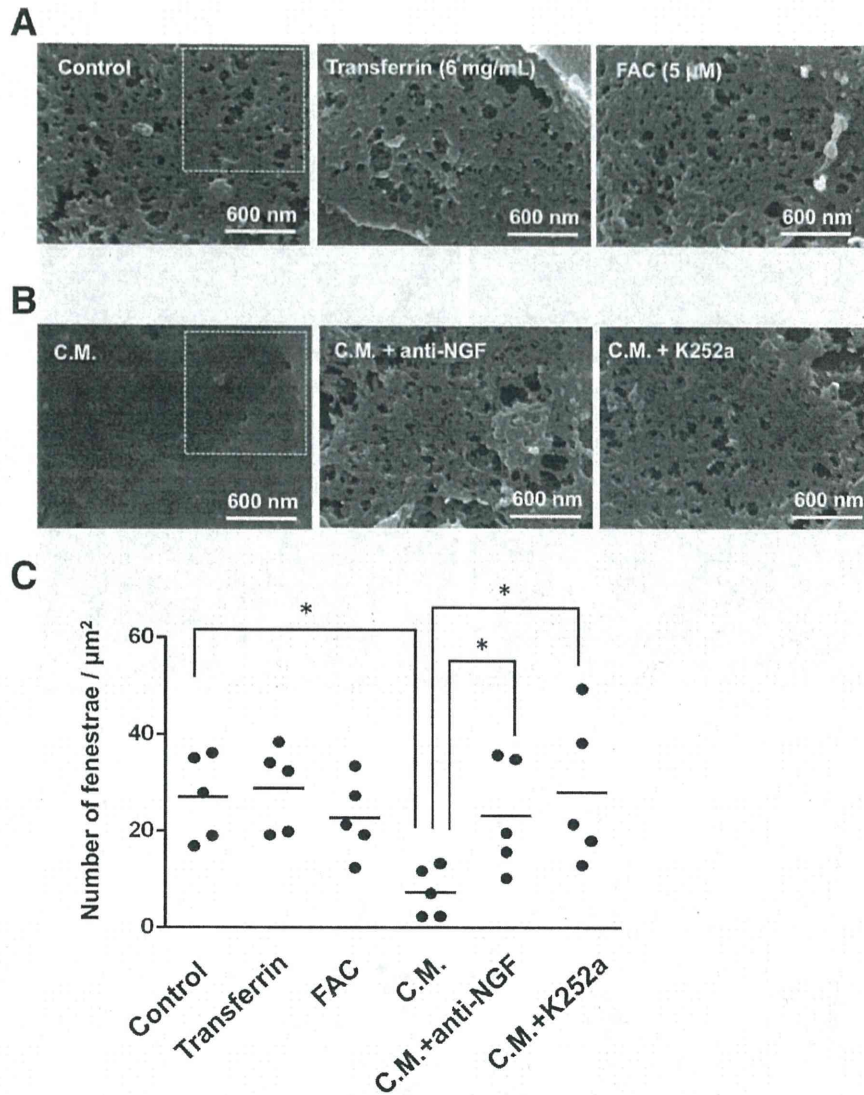 A
Control
Transferrin (6 mg/mL)
FAC (5 µM)
600 nm
600 nm
600 nm
B
C.M.
C.M. + anti-NGF
C.M. + K252a
600 nm
600 nm
600 nm
C
*
*
*
Number of fenestrae / µm²
60
40
20
0
Control
Transferrin
FAC
C.M.
C.M.+anti-NGF
C.M.+K252a